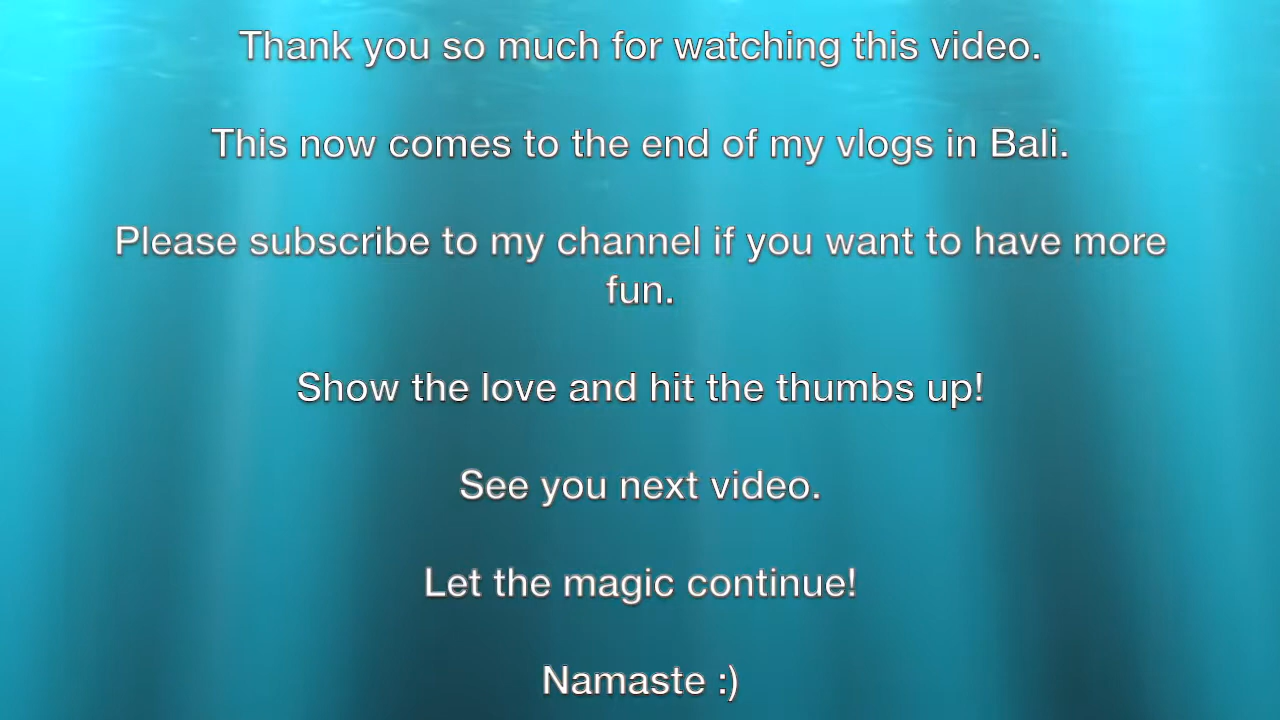 Thank you so much for watching this video.
This now comes to the end of my vlogs in Bali.
Please subscribe to my channel if you want to have more
fun.
Show the love and hit the thumbs up!
See you next video.
Let the magic continue!
Namaste :)